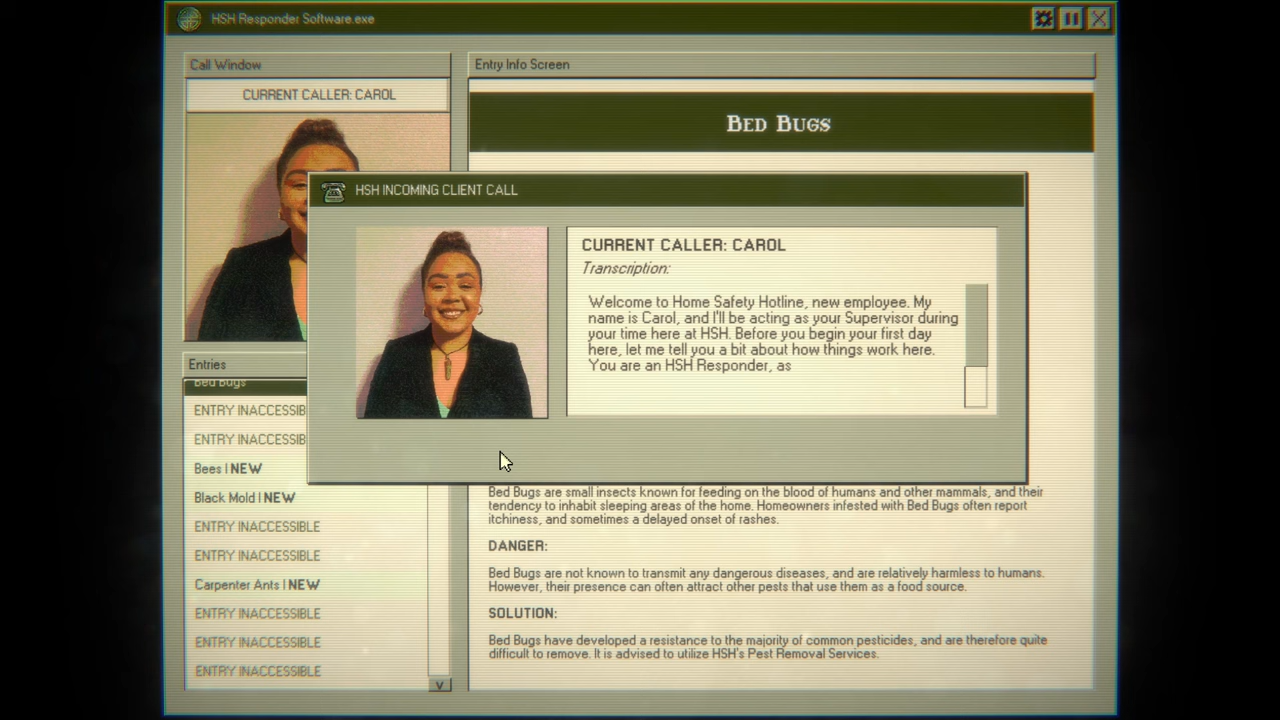 HSH Responder Software.exe
Call Window
CURRENT CALLER: CAROL
Entries
Bed Bugs
ENTRY INACCESSIB
ENTRY INACCESSIB
Bees | NEW
Black Mold | NEW
ENTRY INACCESSIBLE
ENTRY INACCESSIBLE
Carpenter Ants | NEW
ENTRY INACCESSIBLE
ENTRY INACCESSIBLE
ENTRY INACCESSIBLE
V
Entry Info Screen
BED BUGS
HSH INCOMING CLIENT CALL
CURRENT CALLER: CAROL
Transcription:
Welcome to Home Safety Hotline, new employee. My
name is Carol, and I'll be acting as your Supervisor during
your time here at HSH. Before you begin your first day
here, let me tell you a bit about how things work here.
You are an HSH Responder, as
Bed Bugs are small insects known for feeding on the blood of humans and other mammals, and their
tendency to inhabit sleeping areas of the home. Homeowners infested with Bed Bugs often report
itchiness, and sometimes a delayed onset of rashes.
DANGER:
Bed Bugs are not known to transmit any dangerous diseases, and are relatively harmless to humans.
However, their presence can often attract other pests that use them as a food source.
SOLUTION:
Bed Bugs have developed a resistance to the majority of common pesticides, and are therefore quite
difficult to remove. It is advised to utilize HSH's Pest Removal Services.